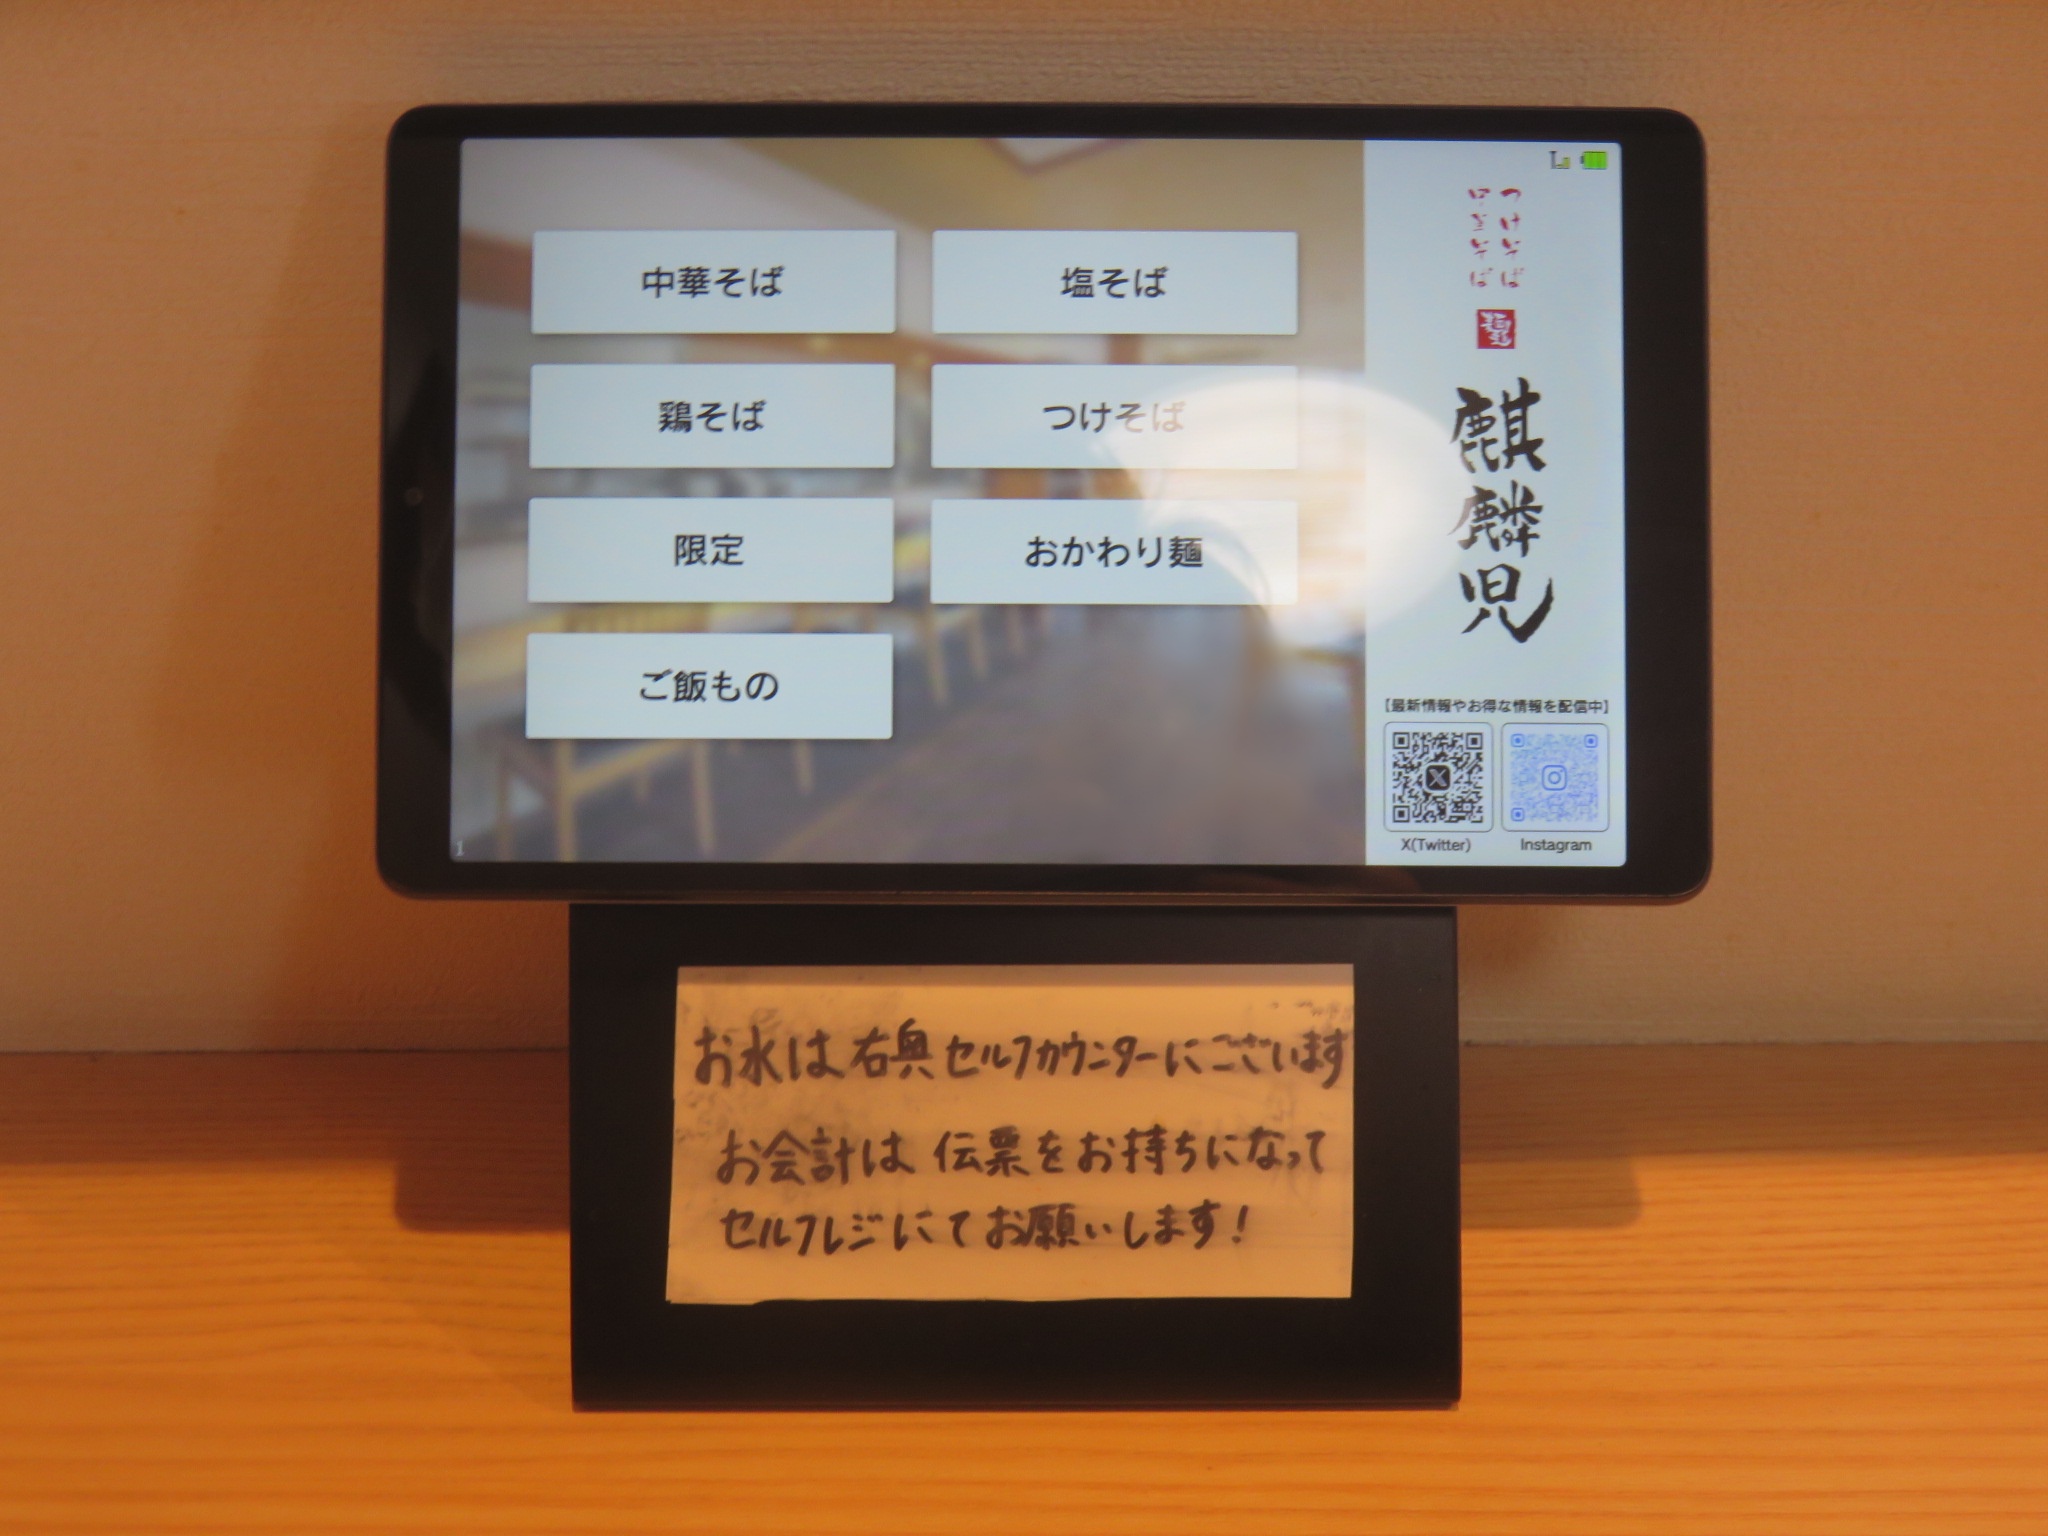 中華そば
塩そば
鶏そば
つけそば
限定
おかわり麺
ご飯もの
1
つけそば
中華そば
麒麟児
【最新情報やお得な情報を配信中】
X(Twitter)
Instagram
お水は右奥セルフカウンターにございます
お会計は伝票をお持ちになって
セルフレジにてお願いします!